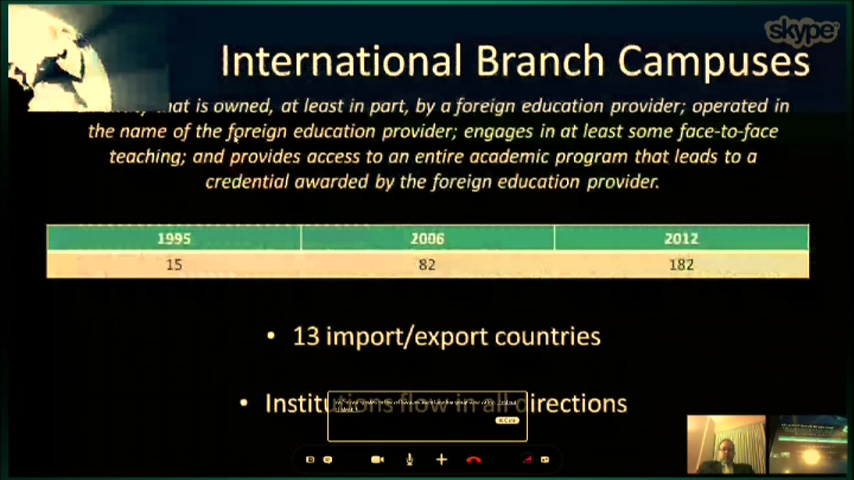 skype
International Branch Campuses
that is owned, at least in part, by a foreign education provider; operated in
the name of the foreign education provider; engages in at least some face-to-face
teaching; and provides access to an entire academic program that leads to a
credential awarded by the foreign education provider.
1995 2006 2012
15 82 182
• 13 import/export countries
• Institutions flow in all directions